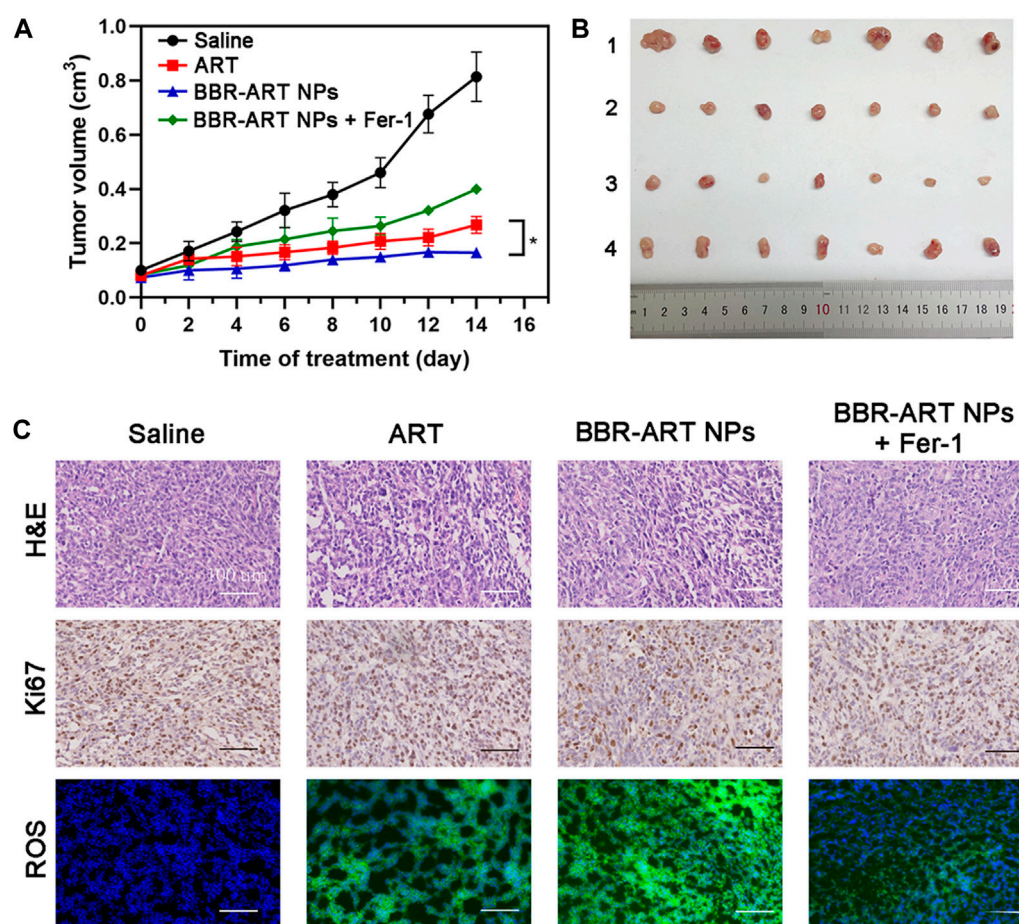 A
Tumor volume (cm³)
1.0
0.8
0.6
0.4
0.2
0.0
Saline
ART
BBR-ART NPs
BBR-ART NPs + Fer-1
*
0 2 4 6 8 10 12 14 16
Time of treatment (day)
B
1
2
3
4
1 2 3 4 5 6 7 8 9 10 11 12 13 14 15 16 17 18 19
C
Saline ART BBR-ART NPs BBR-ART NPs
+ Fer-1
H&E
100 um
Ki67
ROS